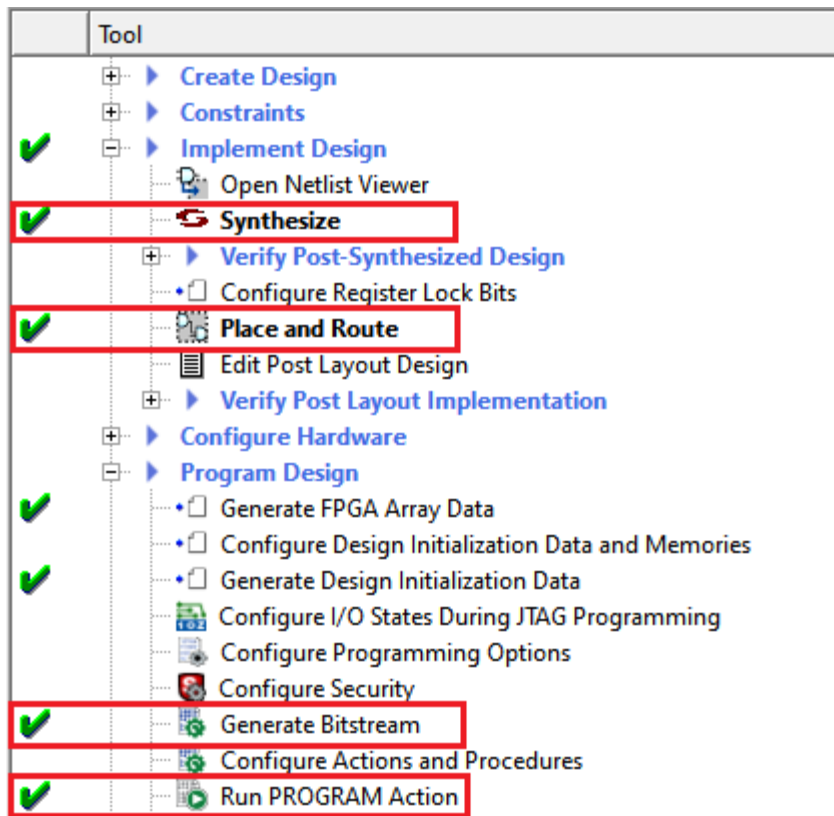 Tool
Create Design
Constraints
Implement Design
Open Netlist Viewer
Synthesize
Verify Post-Synthesized Design
Configure Register Lock Bits
Place and Route
Edit Post Layout Design
Verify Post Layout Implementation
Configure Hardware
Program Design
Generate FPGA Array Data
Configure Design Initialization Data and Memories
Generate Design Initialization Data
Configure I/O States During JTAG Programming
Configure Programming Options
Configure Security
Generate Bitstream
Configure Actions and Procedures
Run PROGRAM Action